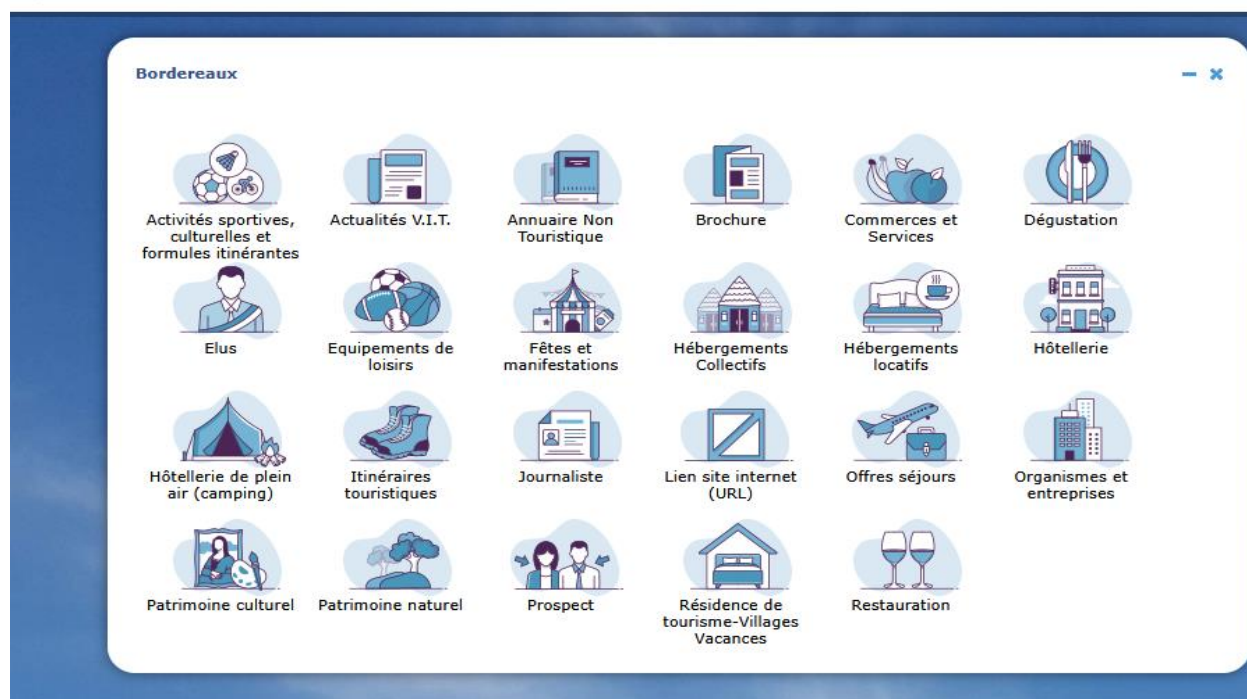 Bordereaux
Activités sportives,
culturelles et
formules itinérantes
Actualités V.I.T.
Annuaire Non
Touristique
Brochure
Commerces et
Services
Dégustation
Elus
Equipements de
loisirs
Fêtes et
manifestations
Hébergements
Collectifs
Hébergements
locatifs
Hôtellerie
Hôtellerie de plein
air (camping)
Itinéraires
touristiques
Journaliste
Lien site internet
(URL)
Offres séjours
Organismes et
entreprises
Patrimoine culturel
Patrimoine naturel
Prospect
Résidence de
tourisme-Villages
Vacances
Restauration